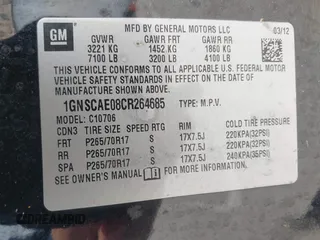 GM
MFD BY GENERAL MOTORS LLC
03/12
GVWR GAWR FRT GAWR RR
3221 KG 1452 KG 1860 KG
7100 LB 3200 LB 4100 LB
THIS VEHICLE CONFORMS TO ALL APPLICABLE U.S. FEDERAL MOTOR
VEHICLE SAFETY STANDARDS IN EFFECT ON THE DATE OF
MANUFACTURE SHOWN ABOVE.
1GNSCAE08CR264685 TYPE: M.P.V.
MODEL: C10706
CDN3 TIRE SIZE SPEED RTG RIM COLD TIRE PRESSURE
FRT P265/70R17 S 17X7.5J 220KPA(32PSI)
RR P265/70R17 S 17X7.5J 220KPA(32PSI)
SPA P265/70R17 S 17X7.5J 240KPA(35PSI)
SEE OWNER'S MANUAL FOR ADDITIONAL INFORMATION.